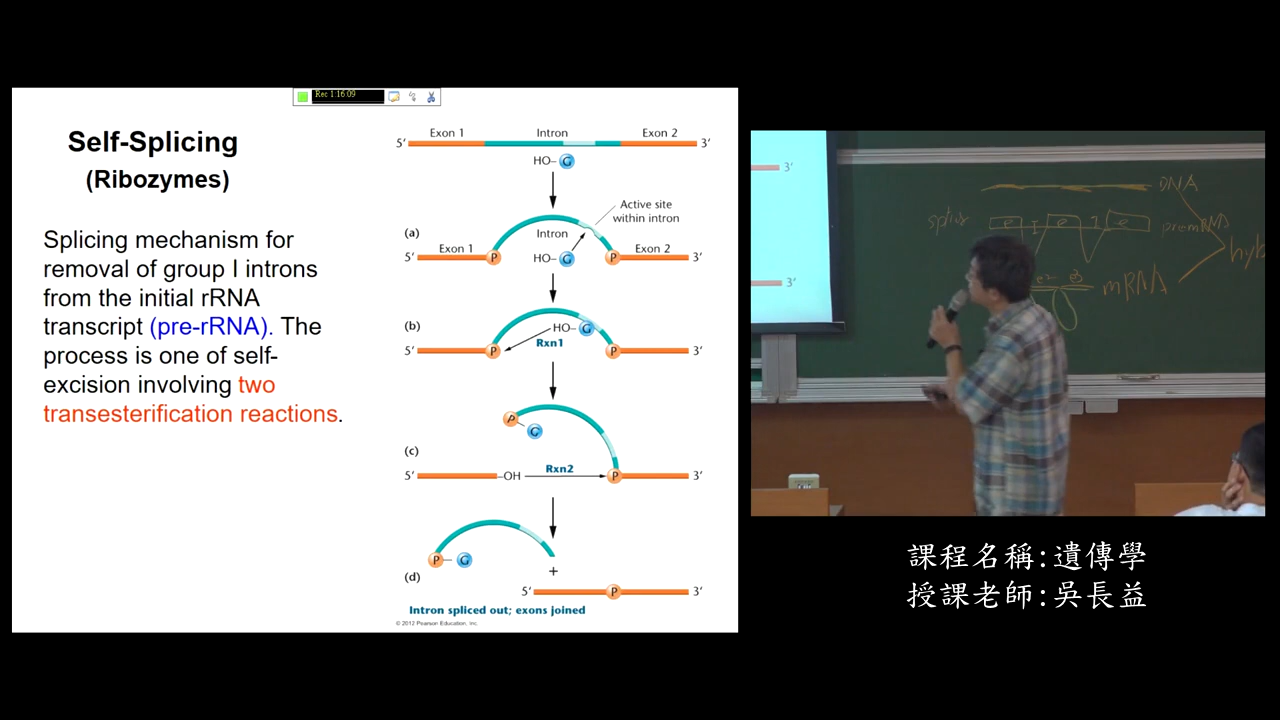 Rec 1:16:09
Self-Splicing
(Ribozymes)
Splicing mechanism for
removal of group I introns
from the initial rRNA
transcript (pre-rRNA). The
process is one of self-
excision involving two
transesterification reactions.
Exon 1 Intron Exon 2
5' 3'
HO– G
Active site
within intron
(a)
Intron
Exon 1 Exon 2
5' P HO– G P 3'
(b)
HO– G
Rxn1
5' P P 3'
P
G
(c)
Rxn2
5' –OH P 3'
P – G
(d)
+
5' P 3'
Intron spliced out; exons joined
© 2012 Pearson Education, Inc.
3'
3'
DNA
e I e I e
premRNA
e2 e3 mRNA
hyb
課程名稱:遺傳學
授課老師:吳長益